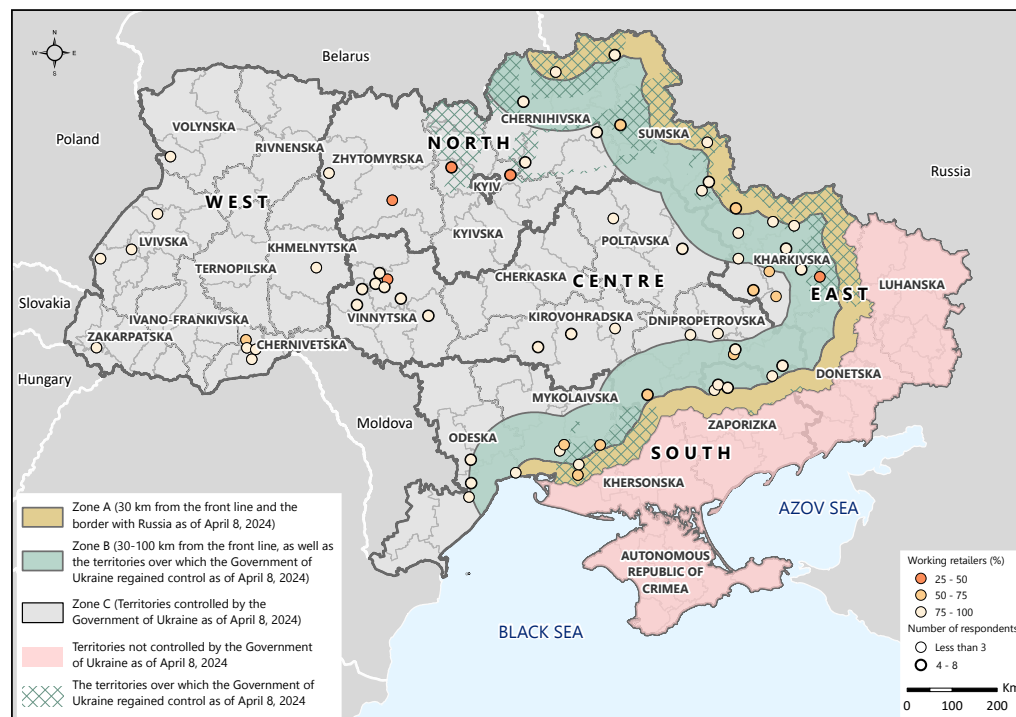 N
W E
S
Belarus
Poland
Russia
Slovakia
Hungary
Moldova
VOLYNSKA
RIVNENSKA
ZHYTOMYRSKA
NORTH
CHERNIHIVSKA
SUMSKA
KYIV
WEST
LVIVSKA
KHMELNYTSKA
TERNOPILSKA
KYIVSKA
POLTAVSKA
CHERKASKA
CENTRE
KHARKIVSKA
EAST
LUHANSKA
IVANO-FRANKIVSKA
ZAKARPATSKA
CHERNIVETSKA
VINNYTSKA
KIROVOHRADSKA
DNIPROPETROVSKA
DONETSKA
MYKOLAIVSKA
ZAPORIZKA
ODESKA
SOUTH
KHERSONSKA
AZOV SEA
AUTONOMOUS
REPUBLIC OF
CRIMEA
BLACK SEA
Zone A (30 km from the front line and the
border with Russia as of April 8, 2024)
Zone B (30-100 km from the front line, as well as
the territories over which the Government of
Ukraine regained control as of April 8, 2024)
Zone C (Territories controlled by the
Government of Ukraine as of April 8, 2024)
Territories not controlled by the Government
of Ukraine as of April 8, 2024
The territories over which the Government of
Ukraine regained control as of April 8, 2024
Working retailers (%)
25 - 50
50 - 75
75 - 100
Number of respondents
Less than 3
4 - 8
Km
0 100 200